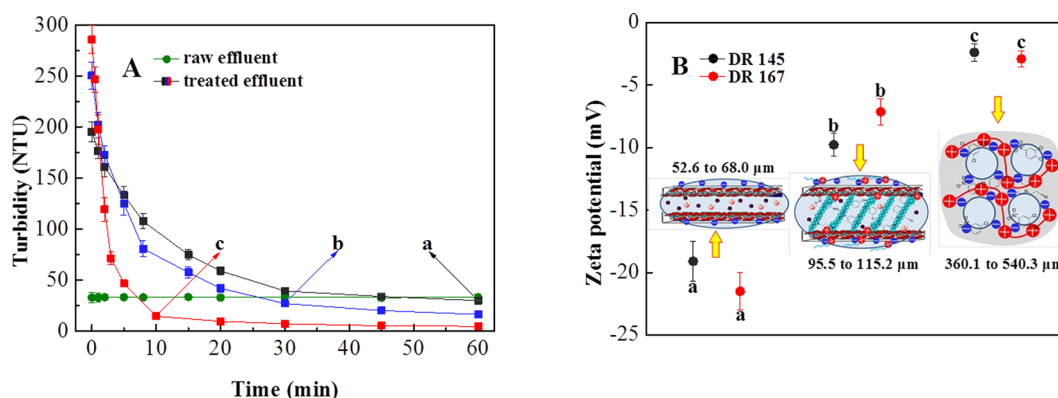 A
raw effluent
treated effluent
c
b
a
Turbidity (NTU)
300
250
200
150
100
50
0
0 10 20 30 40 50 60
Time (min)
B
DR 145
DR 167
c c
b
b
a
a
52.6 to 68.0 µm
95.5 to 115.2 µm
360.1 to 540.3 µm
Zeta potential (mV)
0
-5
-10
-15
-20
-25